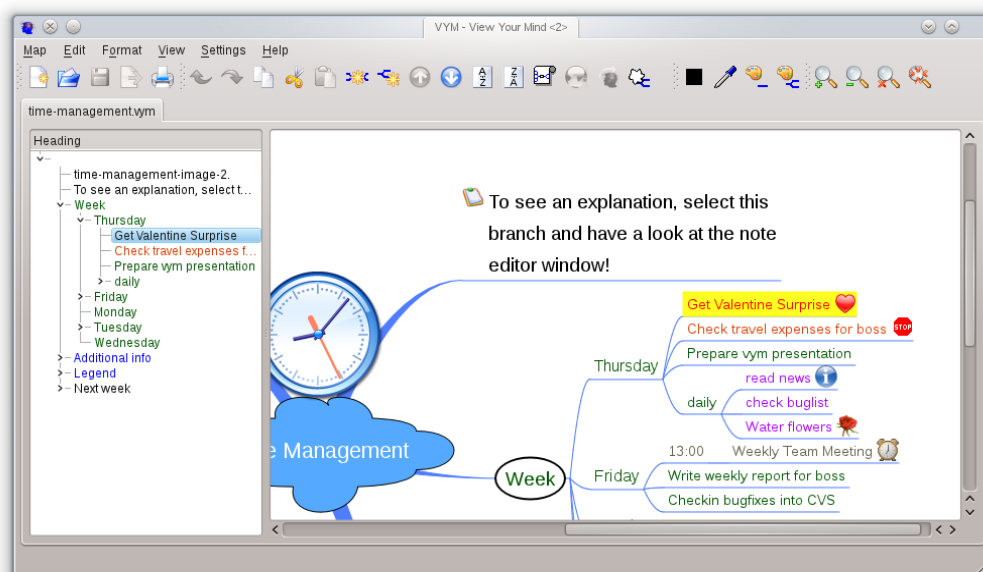 VYM - View Your Mind <2>
Map Edit Format View Settings Help
A
Z
Z
A
time-management.vym
Heading
time-management-image-2.
To see an explanation, select t...
Week
Thursday
Get Valentine Surprise
Check travel expenses f...
Prepare vym presentation
daily
Friday
Monday
Tuesday
Wednesday
Additional info
Legend
Next week
To see an explanation, select this
branch and have a look at the note
editor window!
Get Valentine Surprise
Check travel expenses for boss STOP
Thursday
Prepare vym presentation
read news
daily
check buglist
Water flowers
e Management
Week
13:00 Weekly Team Meeting
Friday
Write weekly report for boss
Checkin bugfixes into CVS